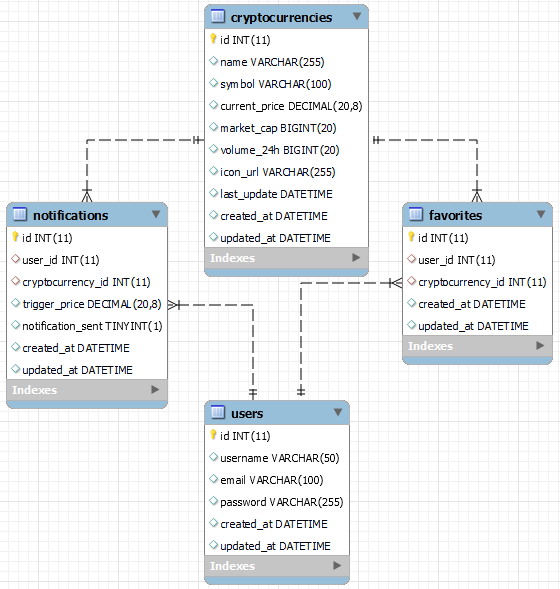 cryptocurrencies
id INT(11)
name VARCHAR(255)
symbol VARCHAR(100)
current_price DECIMAL(20,8)
market_cap BIGINT(20)
volume_24h BIGINT(20)
icon_url VARCHAR(255)
last_update DATETIME
created_at DATETIME
updated_at DATETIME
Indexes
notifications
id INT(11)
user_id INT(11)
cryptocurrency_id INT(11)
trigger_price DECIMAL(20,8)
notification_sent TINYINT(1)
created_at DATETIME
updated_at DATETIME
Indexes
favorites
id INT(11)
user_id INT(11)
cryptocurrency_id INT(11)
created_at DATETIME
updated_at DATETIME
Indexes
users
id INT(11)
username VARCHAR(50)
email VARCHAR(100)
password VARCHAR(255)
created_at DATETIME
updated_at DATETIME
Indexes